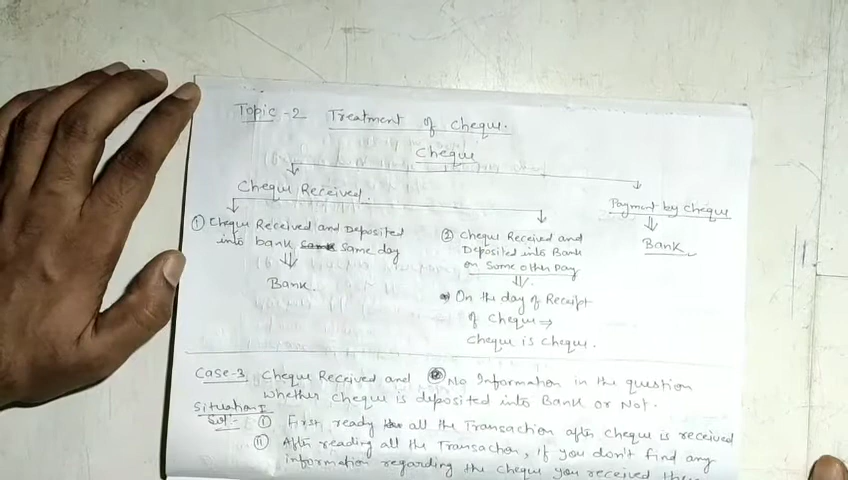 Topic -2 Treatment of Cheque.
Cheque
Cheque Received.
Payment by Cheque
Bank
① Cheque Received and Deposited
into bank same day
Bank.
② Cheque Received and
Deposited into Bank
on Some other Day
On the day of Receipt
of Cheque ⇒
Cheque is Cheque.
Case-3 Cheque Received and No Information in the question
whether cheque is deposited into Bank or Not.
Situation I
Sol:- ① First ready all the Transaction after cheque is received
② After reading all the Transaction, if you don't find any
information regarding the cheque you received then